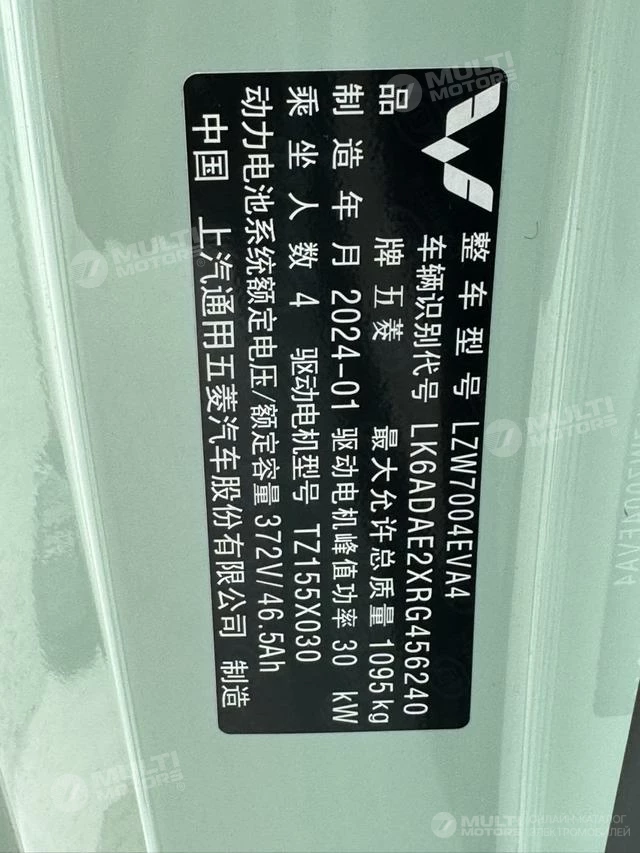 整车型号 LZW7004EVA4
车辆识别代号 LK6ADAE2XRG456240
品牌 五菱 最大允许总质量 1095 kg
制造年月 2024-01 驱动电机峰值功率 30 kW
乘坐人数 4 驱动电机型号 TZ155X030
动力电池系统额定电压/额定容量 372V/46.5Ah
中国 上汽通用五菱汽车股份有限公司 制造
MULTI MOTORS
MULTI MOTORS
MULTI MOTORS
MULTI MOTORS ОНЛАЙН-КАТАЛОГ ЭЛЕКТРОМОБИЛЕЙ